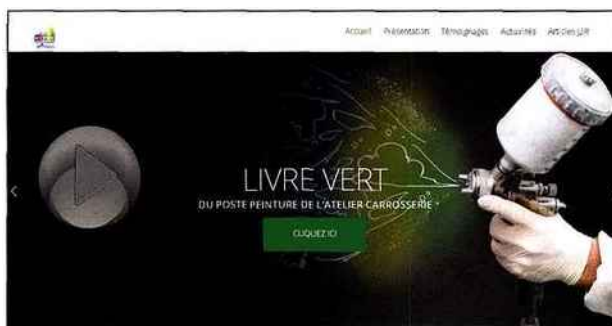 Accueil Présentation Témoignages Actualités Articles J2R
LIVRE VERT
DU POSTE PEINTURE DE L'ATELIER CARROSSERIE
CLIQUEZ ICI